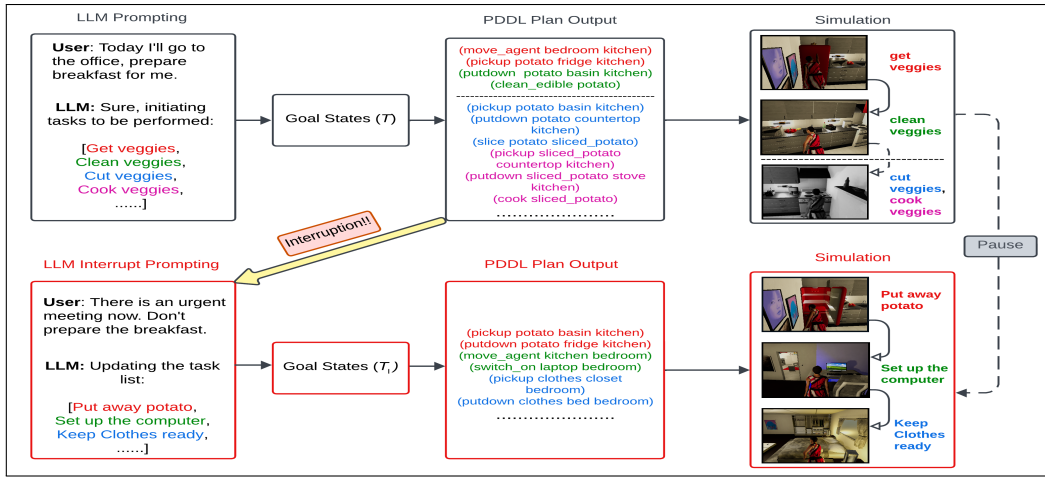 LLM Prompting
User: Today I'll go to
the office, prepare
breakfast for me.
LLM: Sure, initiating
tasks to be performed:
[Get veggies,
Clean veggies,
Cut veggies,
Cook veggies,
......]
Goal States (T)
PDDL Plan Output
(move_agent bedroom kitchen)
(pickup potato fridge kitchen)
(putdown potato basin kitchen)
(clean_edible potato)
(pickup potato basin kitchen)
(putdown potato countertop
kitchen)
(slice potato sliced_potato)
(pickup sliced_potato
countertop kitchen)
(putdown sliced_potato stove
kitchen)
(cook sliced_potato)
......................
Simulation
get
veggies
clean
veggies
cut
veggies,
cook
veggies
Pause
Interruption!!
LLM Interrupt Prompting
User: There is an urgent
meeting now. Don't
prepare the breakfast.
LLM: Updating the task
list:
[Put away potato,
Set up the computer,
Keep Clothes ready,
......]
Goal States (Tᵢ)
PDDL Plan Output
(pickup potato basin kitchen)
(putdown potato fridge kitchen)
(move_agent kitchen bedroom)
(switch_on laptop bedroom)
(pickup clothes closet
bedroom)
(putdown clothes bed bedroom)
......................
Simulation
Put away
potato
Set up the
computer
Keep
Clothes
ready